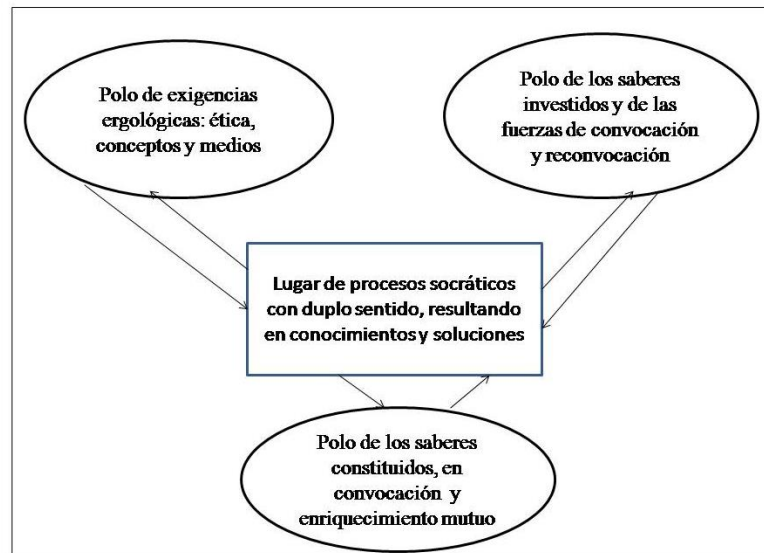 Polo de exigencias
ergológicas: ética,
conceptos y medios
Polo de los saberes
investidos y de las
fuerzas de convocación
y reconvocación
Lugar de procesos socráticos
con duplo sentido, resultando
en conocimientos y soluciones
Polo de los saberes
constituidos, en
convocación y
enriquecimiento mutuo